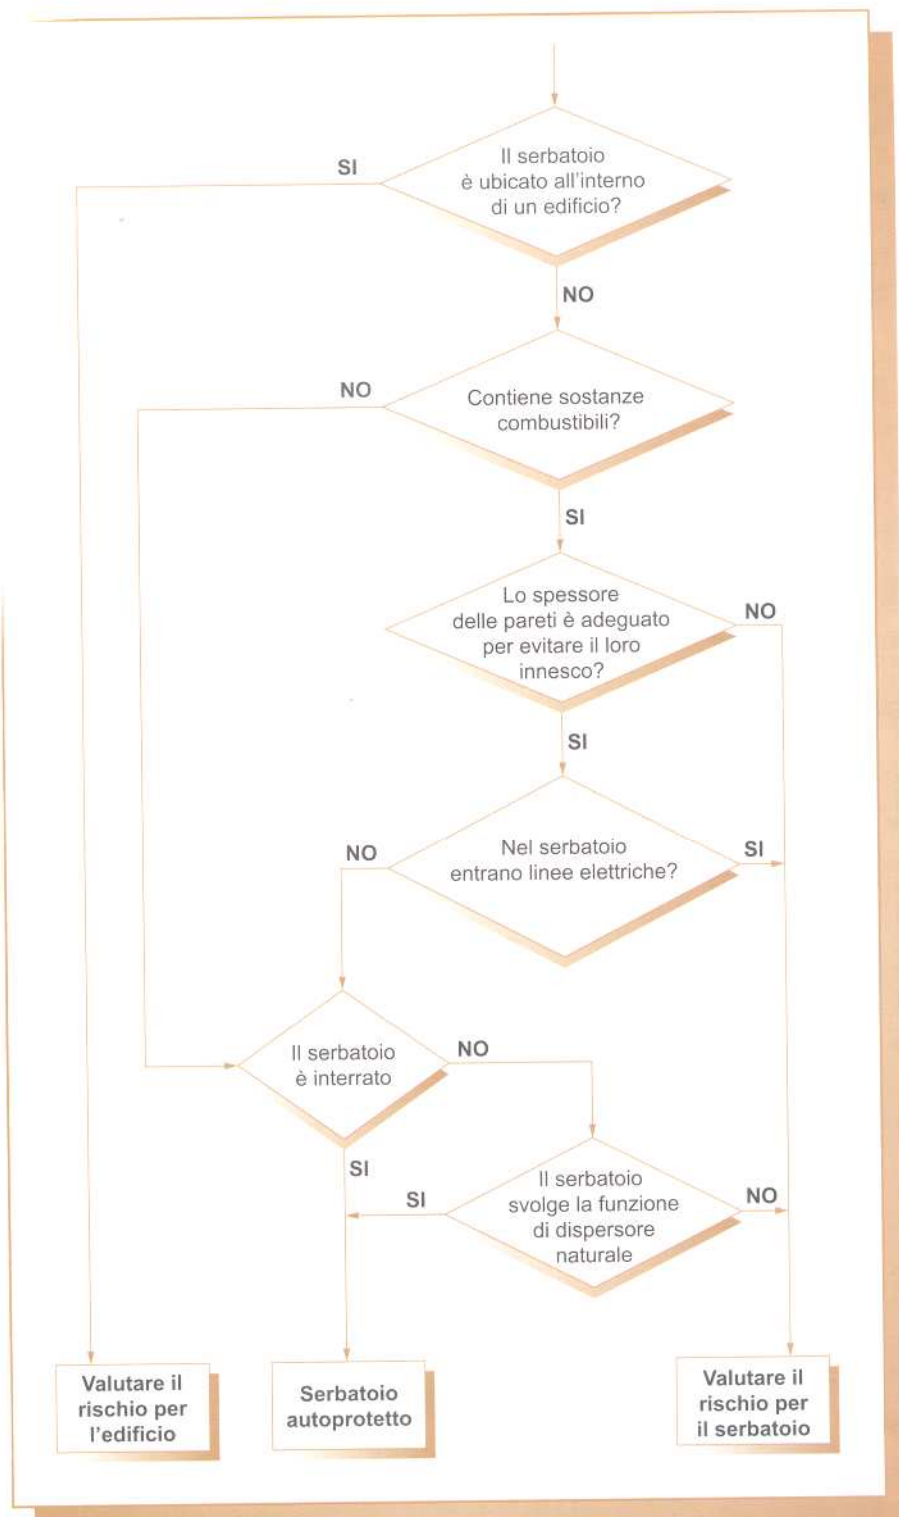 Il serbatoio
è ubicato all'interno
di un edificio?
SI
NO
Contiene sostanze
combustibili?
NO
SI
Lo spessore
delle pareti è adeguato
per evitare il loro
innesco?
NO
SI
Nel serbatoio
entrano linee elettriche?
NO
SI
Il serbatoio
è interrato
NO
SI
Il serbatoio
svolge la funzione
di dispersore
naturale
SI
NO
Valutare il
rischio per
l'edificio
Serbatoio
autoprotetto
Valutare il
rischio per
il serbatoio